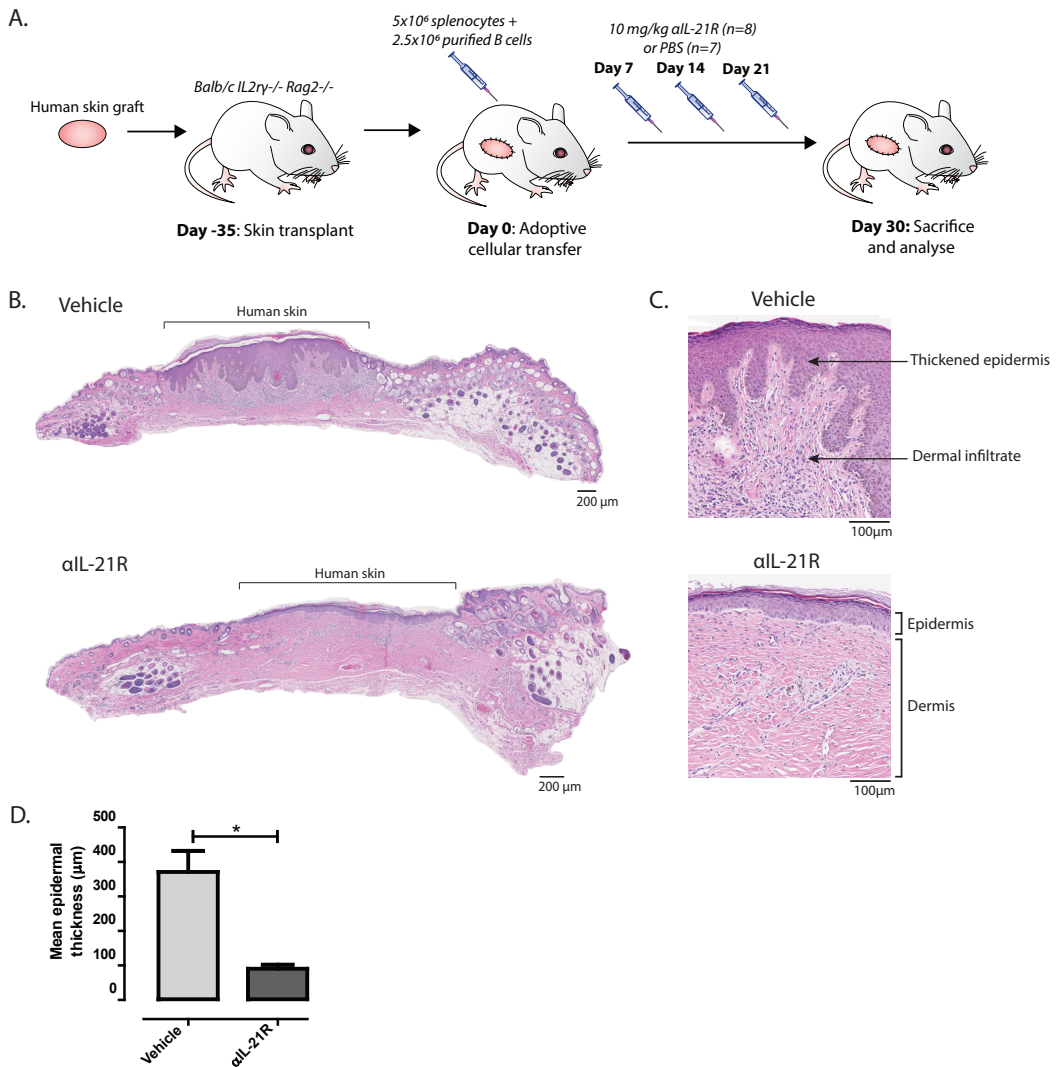 A.
5x10⁶ splenocytes +
2.5x10⁶ purified B cells
10 mg/kg αIL-21R (n=8)
or PBS (n=7)
Day 7 Day 14 Day 21
Human skin graft
Balb/c IL2rγ-/- Rag2-/-
Day -35: Skin transplant
Day 0: Adoptive
cellular transfer
Day 30: Sacrifice
and analyse
B.
Vehicle
Human skin
200 µm
αIL-21R
Human skin
200 µm
C.
Vehicle
Thickened epidermis
Dermal infiltrate
100µm
αIL-21R
Epidermis
Dermis
100µm
D.
Mean epidermal
thickness (µm)
500
400
300
200
100
0
*
Vehicle
αIL-21R